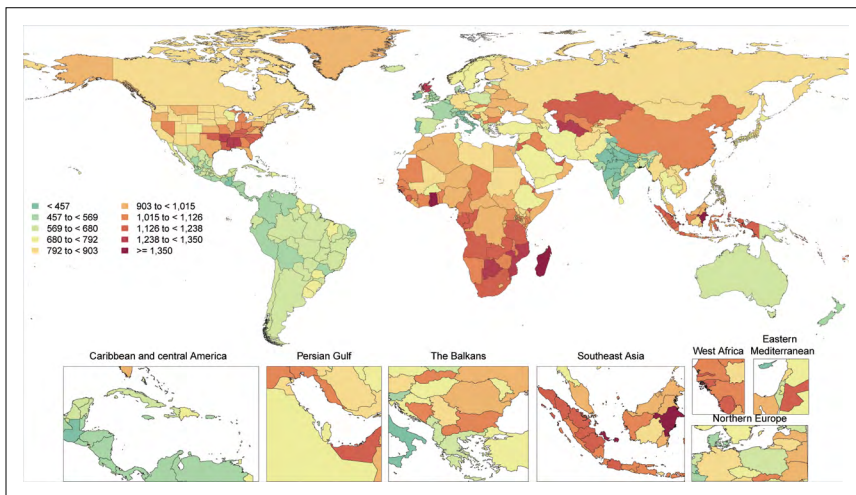 < 457
457 to < 569
569 to < 680
680 to < 792
792 to < 903
903 to < 1,015
1,015 to < 1,126
1,126 to < 1,238
1,238 to < 1,350
>= 1,350
Caribbean and central America
Persian Gulf
The Balkans
Southeast Asia
West Africa
Eastern
Mediterranean
Northern Europe